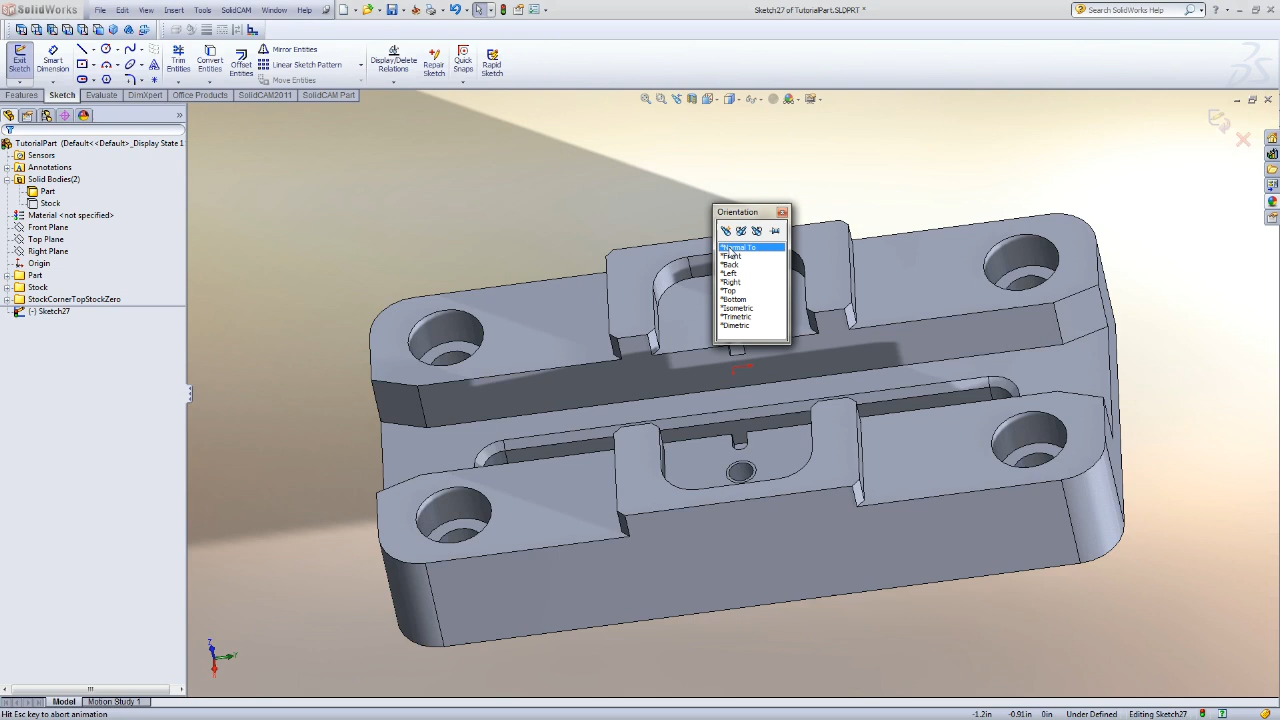 SolidWorks
File Edit View Insert Tools SolidCAM Window Help
Sketch27 of TutorialPart.SLDPRT *
Search SolidWorks Help
Exit Sketch
Smart Dimension
Trim Entities
Convert Entities
Offset Entities
Mirror Entities
Linear Sketch Pattern
Move Entities
Display/Delete Relations
Repair Sketch
Quick Snaps
Rapid Sketch
Features Sketch Evaluate DimXpert Office Products SolidCAM2011 SolidCAM Part
TutorialPart (Default<<Default>_Display State 1
Sensors
Annotations
Solid Bodies(2)
Part
Stock
Material <not specified>
Front Plane
Top Plane
Right Plane
Origin
Part
Stock
StockCornerTopStockZero
(-) Sketch27
Orientation
*Normal To
*Front
*Back
*Left
*Right
*Top
*Bottom
*Isometric
*Trimetric
*Dimetric
Z
Y
Model Motion Study 1
Hit Esc key to abort animation
-1.2in -0.91in 0in Under Defined Editing Sketch27